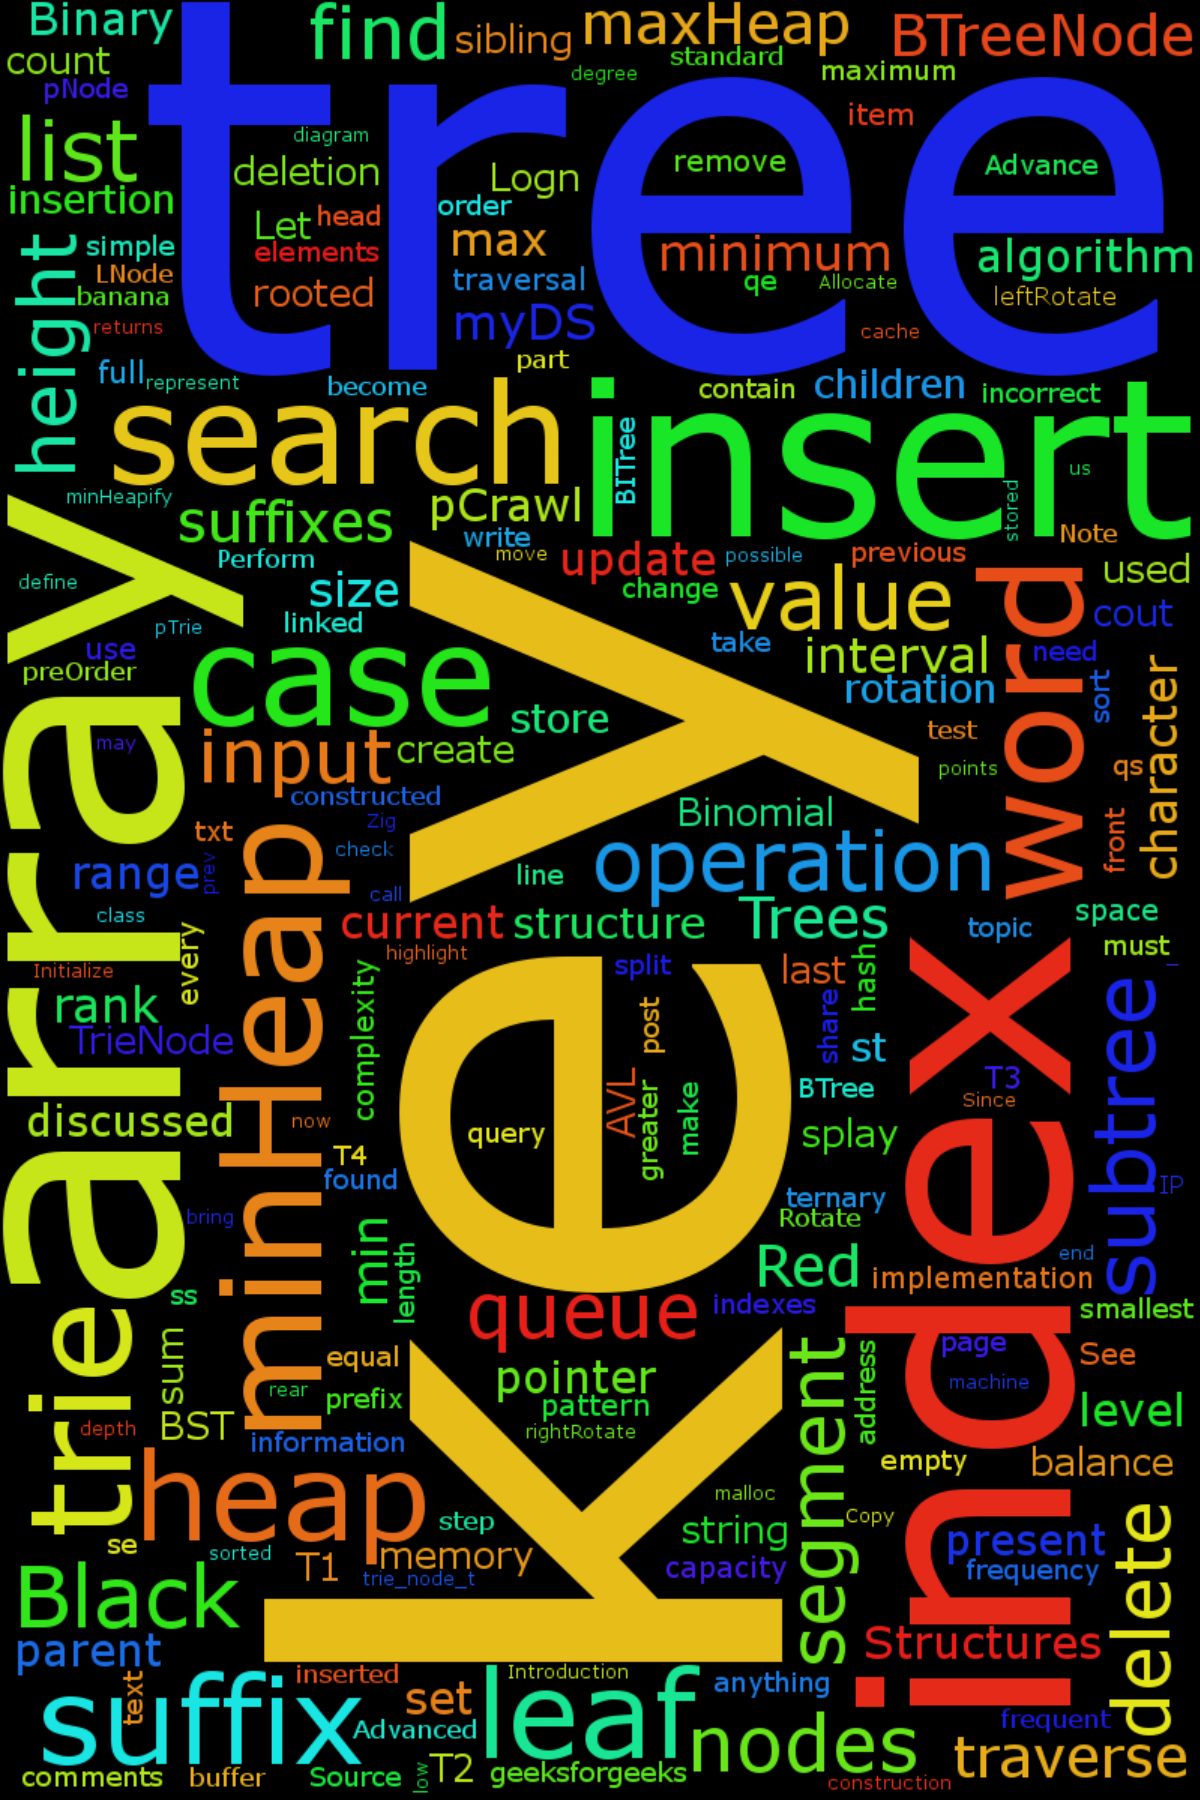 Binary
find
sibling
maxHeap
BTreeNode
count
standard
degree
maximum
pNode
tree
item
list
diagram
deletion
Logn
remove
Advance
insertion
order
Let
head
max
simple
elements
minimum
algorithm
LNode
traversal
qe
Allocate
banana
rooted
leftRotate
returns
myDS
cache
height
part
full
represent
become
contain
children
incorrect
search
insert
BITree
us
minHeapify
pCrawl
stored
suffixes
write
Note
Perform
move
update
possible
previous
used
define
size
change
value
word
cout
linked
pTrie
use
take
interval
need
preOrder
case
rotation
sort
character
store
test
may
input
create
points
qs
constructed
key
Binomial
array
Zig
txt
check
operation
front
range
prev
line
call
class
current
structure
Trees
space
topic
every
highlight
must
Initialize
split
last
hash
_
rank
complexity
post
share
st
subtree
TrieNode
minHeap
AVL
BTree
T3
index
Since
discussed
now
query
greater
make
splay
T4
found
ternary
IP
bring
Rotate
min
length
Red
end
implementation
ss
queue
indexes
smallest
trie
sum
equal
segment
address
page
See
rear
prefix
pointer
machine
depth
BST
pattern
level
information
rightRotate
empty
balance
heap
malloc
step
Copy
string
present
delete
se
sorted
T1
memory
capacity
frequency
trie_node_t
Black
Structures
parent
inserted
Introduction
text
suffix
set
leaf
anything
Advanced
nodes
frequent
traverse
comments
buffer
Source
low
T2
geeksforgeeks
construction